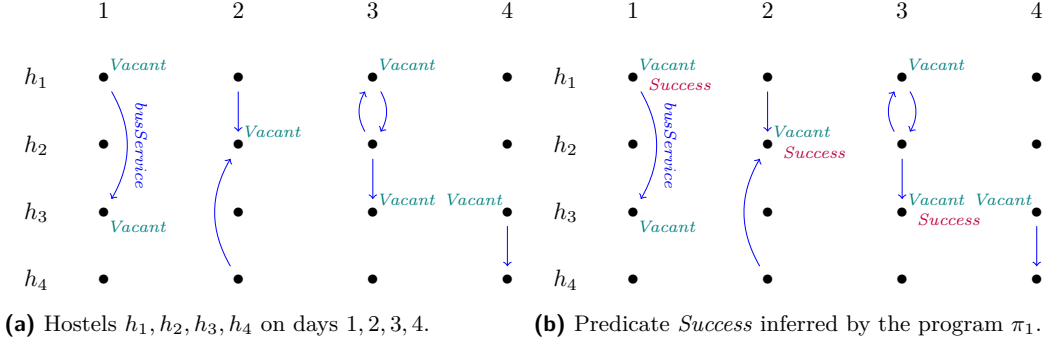 1 2 3 4 1 2 3 4
h₁ Vacant Vacant h₁ Vacant Vacant
Success
busService busService
h₂ Vacant h₂ Vacant
Success
h₃ Vacant Vacant h₃ Vacant Vacant
Vacant Vacant Success
h₄ h₄
(a) Hostels h₁, h₂, h₃, h₄ on days 1, 2, 3, 4.
(b) Predicate Success inferred by the program π₁.